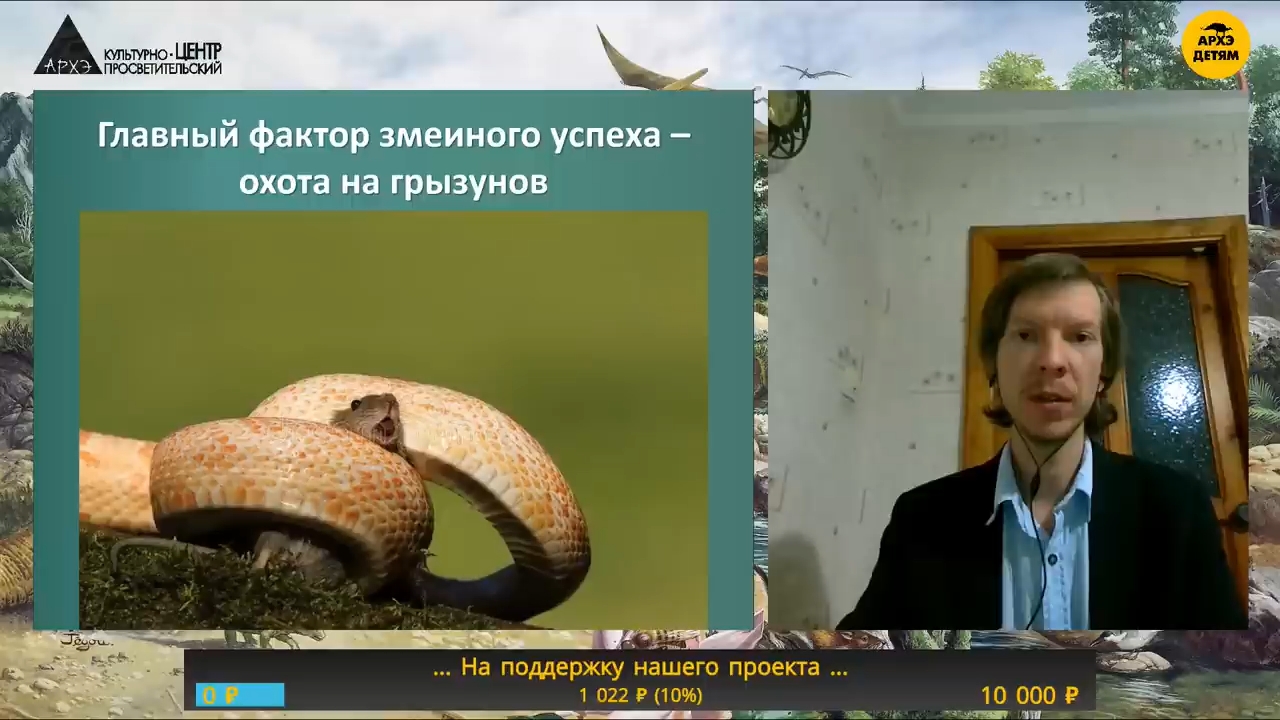 АРХЭ
КУЛЬТУРНО - ЦЕНТР
ПРОСВЕТИТЕЛЬСКИЙ
АРХЭ
ДЕТЯМ
Главный фактор змеиного успеха –
охота на грызунов
... На поддержку нашего проекта ...
0 ₽
1 022 ₽ (10%)
10 000 ₽